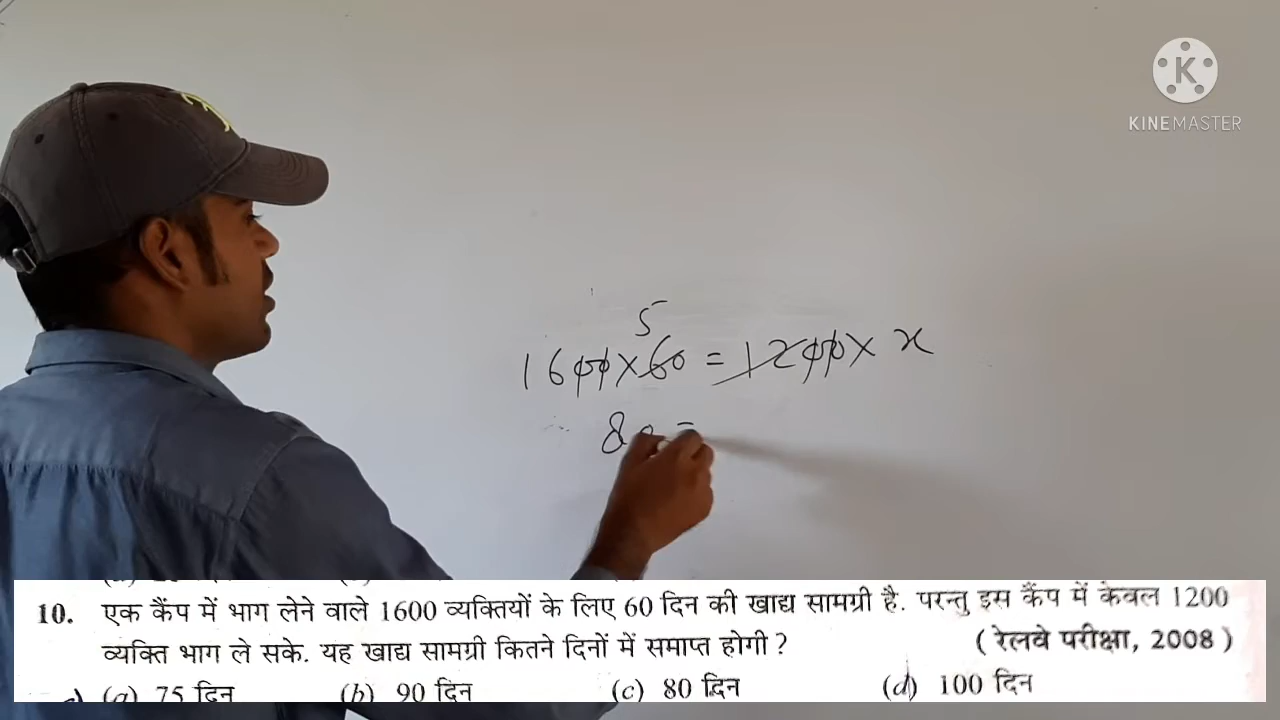 KINEMASTER
5
1600 x 60 = 1200 x x
80 =
10. एक कैंप में भाग लेने वाले 1600 व्यक्तियों के लिए 60 दिन की खाद्य सामग्री है. परन्तु इस कैंप में केवल 1200
व्यक्ति भाग ले सके. यह खाद्य सामग्री कितने दिनों में समाप्त होगी ? ( रेलवे परीक्षा, 2008 )
(a) 75 दिन (b) 90 दिन (c) 80 दिन (d) 100 दिन